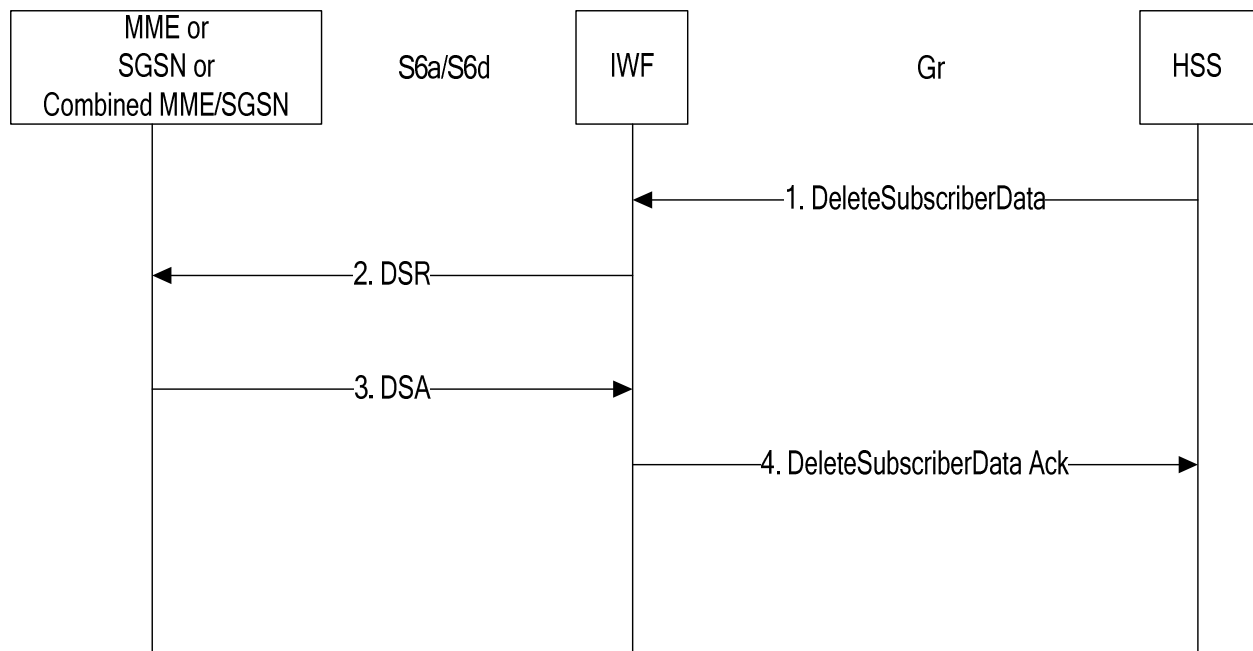 MME or
SGSN or
Combined MME/SGSN
S6a/S6d
IWF
Gr
HSS
1. DeleteSubscriberData
2. DSR
3. DSA
4. DeleteSubscriberData Ack